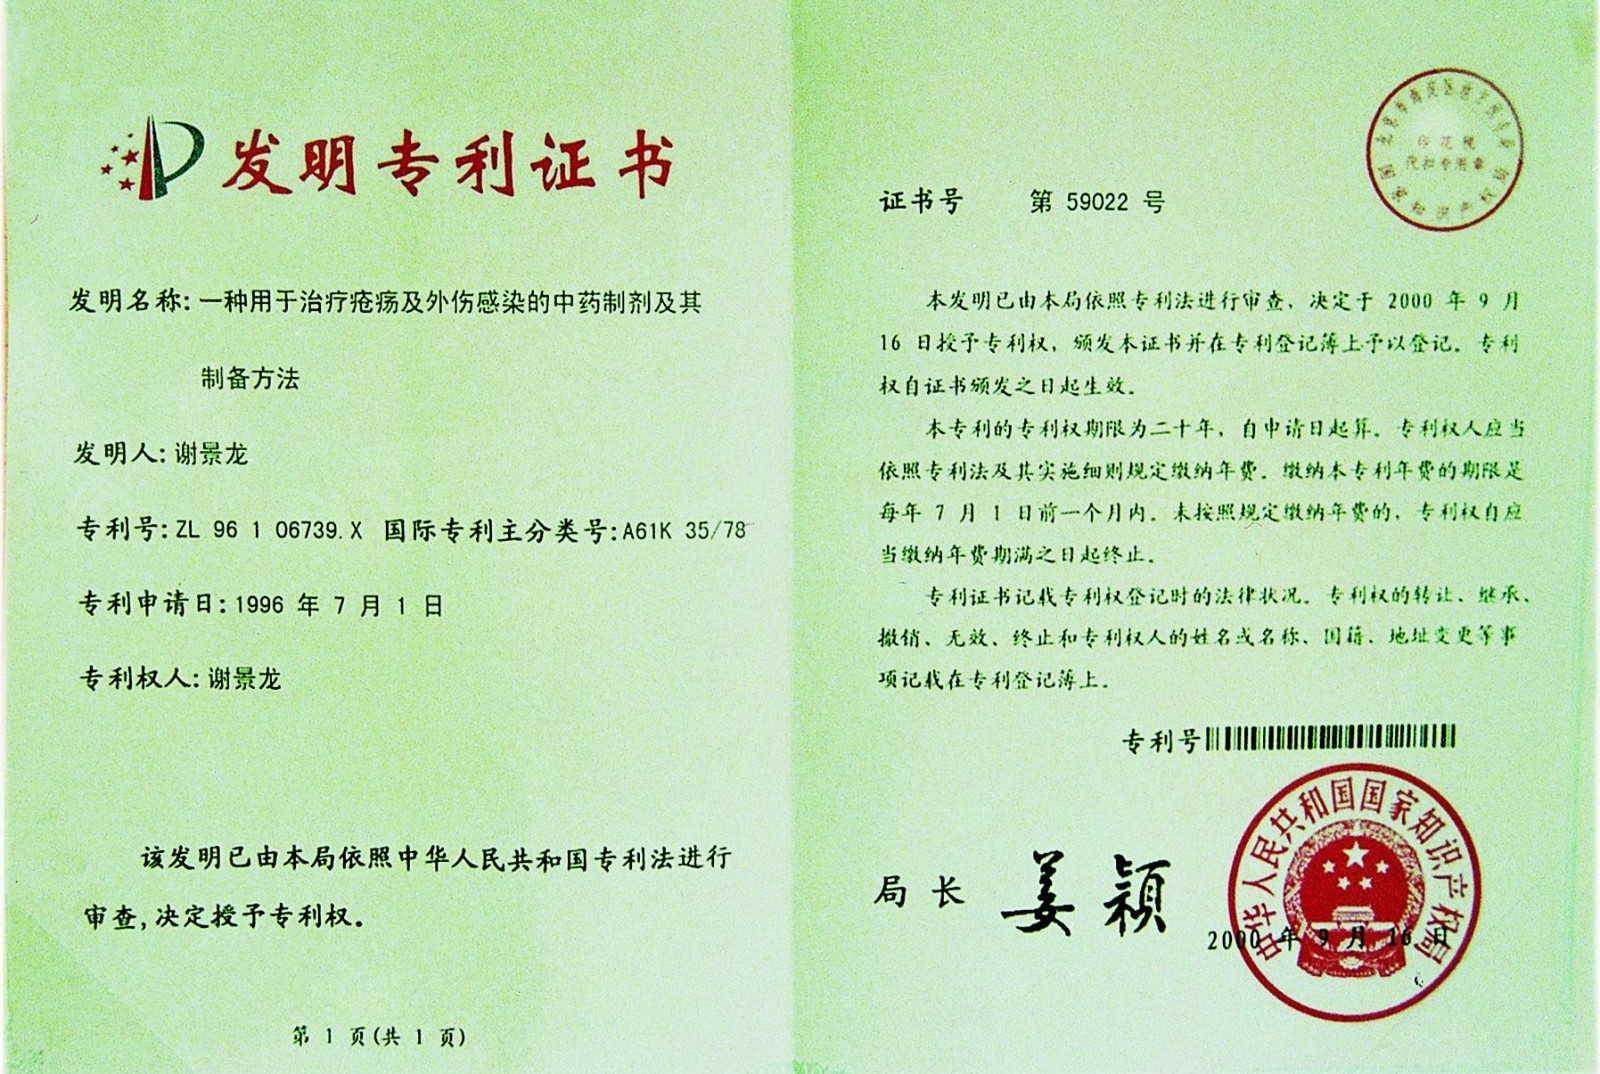 发明专利证书
发明名称:一种用于治疗疮疡及外伤感染的中药制剂及其
制备方法
发明人:谢景龙
专利号:ZL 96 1 06739.X 国际专利主分类号:A61K 35/78
专利申请日:1996 年 7 月 1 日
专利权人:谢景龙
该发明已由本局依照中华人民共和国专利法进行
审查,决定授予专利权。
第 1 页(共 1 页)
印花税
代扣专用章
国家知识产权局
证书号 第 59022 号
本发明已由本局依照专利法进行审查，决定于 2000 年 9 月
16 日授予专利权，颁发本证书并在专利登记薄上予以登记。专利
权自证书颁发之日起生效。
本专利的专利权期限为二十年，自申请日起算。专利权人应当
依照专利法及其实施细则规定缴纳年费。缴纳本专利年费的期限是
每年 7 月 1 日前一个月内。未按照规定缴纳年费的，专利权自应
当缴纳年费期满之日起终止。
专利证书记载专利权登记时的法律状况。专利权的转让、继承、
撤销、无效、终止和专利权人的姓名或名称、国籍、地址变更等事
项记载在专利登记薄上。
专利号
中华人民共和国国家知识产权局
局长 姜颖
2000 年 9 月 16 日